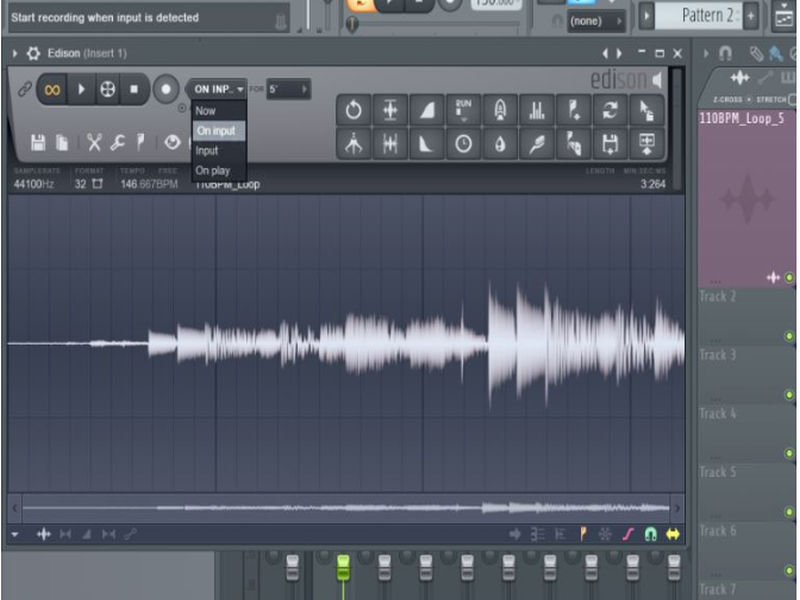 Start recording when input is detected
130.000
(none)
Pattern 2
Edison (Insert 1)
edison
ON INP..
FOR
5'
Now
On input
Input
On play
RUN
Z-CROSS
STRETCH
SAMPLERATE
FORMAT
TEMPO
FREE
LENGTH
MIN:SEC:MS
44100Hz
32
146.667BPM
110BPM_Loop
3:264
110BPM_Loop_5
Track 2
Track 3
Track 4
Track 5
Track 6
Track 7